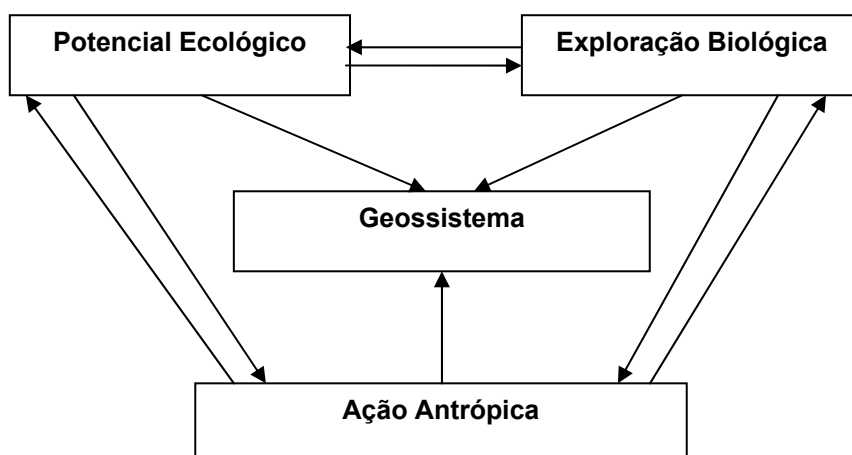 Potencial Ecológico
Exploração Biológica
Geossistema
Ação Antrópica